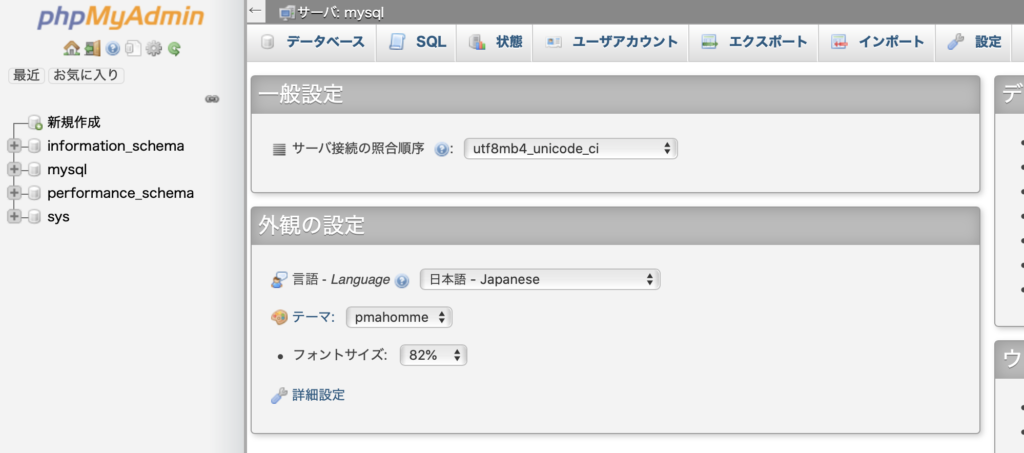 phpMyAdmin
最近 お気に入り
新規作成
information_schema
mysql
performance_schema
sys
← サーバ: mysql
データベース SQL 状態 ユーザアカウント エクスポート インポート 設定
一般設定
サーバ接続の照合順序 : utf8mb4_unicode_ci
外観の設定
言語 - Language 日本語 - Japanese
テーマ: pmahomme
• フォントサイズ: 82%
詳細設定
デ
ウ